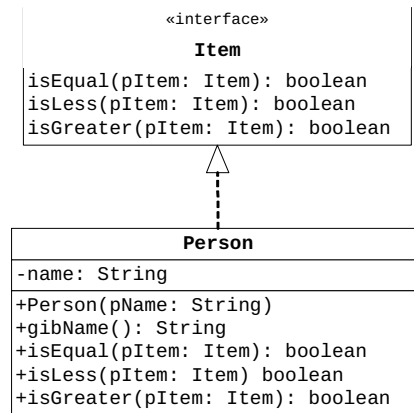 «interface»
Item
isEqual(pItem: Item): boolean
isLess(pItem: Item): boolean
isGreater(pItem: Item): boolean
Person
-name: String
+Person(pName: String)
+gibName(): String
+isEqual(pItem: Item): boolean
+isLess(pItem: Item) boolean
+isGreater(pItem: Item): boolean